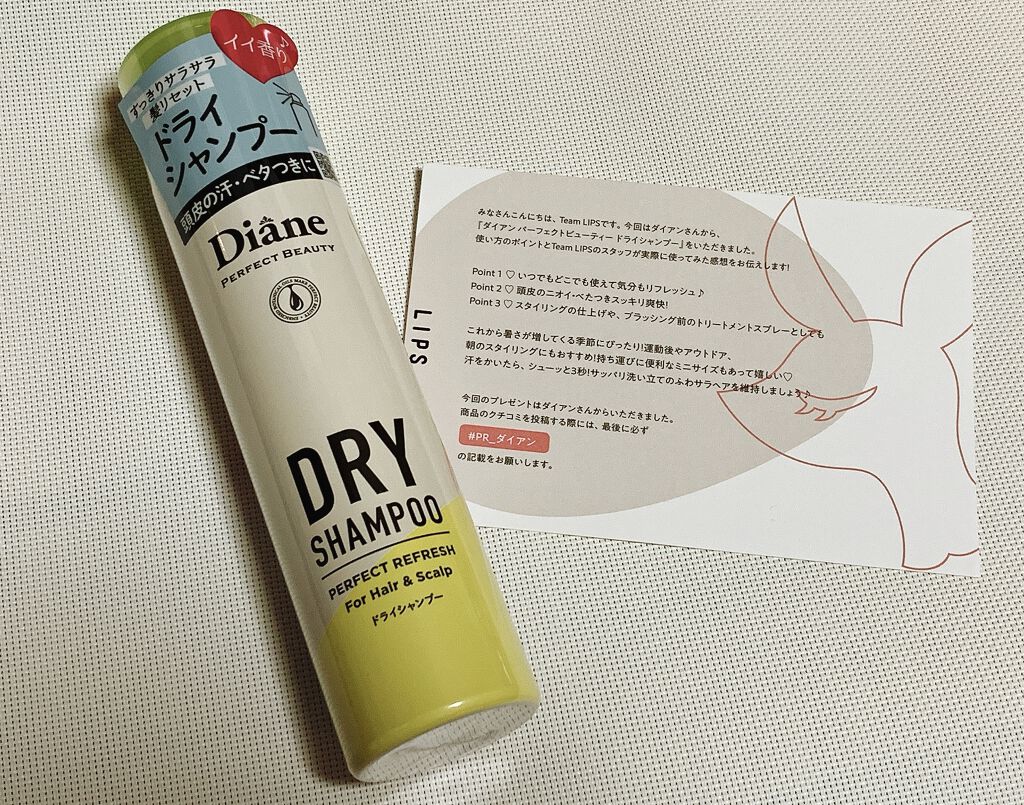 イイ香り♪
すっきりサラサラ
髪リセット
ドライ
シャンプー
頭皮の汗・ベタつきに
Diane
PERFECT BEAUTY
DRY
SHAMPOO
PERFECT REFRESH
For Hair & Scalp
ドライシャンプー
LIPS
みなさんこんにちは、Team LIPSです。今回はダイアンさんから、
『ダイアン パーフェクトビューティー ドライシャンプー』をいただきました。
使い方のポイントとTeam LIPSのスタッフが実際に使ってみた感想をお伝えします!
Point 1 ♡ いつでもどこでも使えて気分もリフレッシュ♪
Point 2 ♡ 頭皮のニオイ・べたつきスッキリ爽快!
Point 3 ♡ スタイリングの仕上げや、ブラッシング前のトリートメントスプレーとしても
これから暑さが増してくる季節にぴったり!運動後やアウトドア、
朝のスタイリングにもおすすめ!持ち運びに便利なミニサイズもあって嬉しい♡
汗をかいたら、シューッと3秒!サッパリ洗い立てのふわサラヘアを維持しましょう♪
今回のプレゼントはダイアンさんからいただきました。
商品のクチコミを投稿する際には、最後に必ず
#PR_ダイアン
の記載をお願いします。